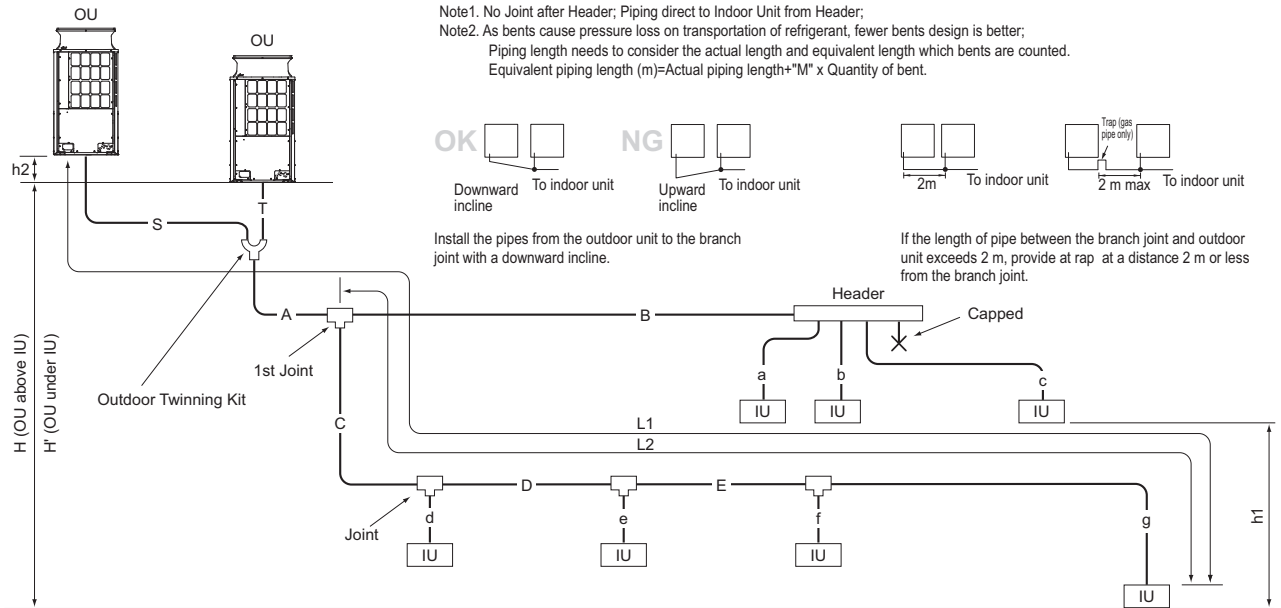 OU
OU
Note1. No Joint after Header; Piping direct to Indoor Unit from Header;
Note2. As bents cause pressure loss on transportation of refrigerant, fewer bents design is better;
Piping length needs to consider the actual length and equivalent length which bents are counted.
Equivalent piping length (m)=Actual piping length+"M" x Quantity of bent.
OK
NG
Downward
incline
To indoor unit
Upward
incline
To indoor unit
2m
To indoor unit
Trap (gas
pipe only)
2 m max
To indoor unit
Install the pipes from the outdoor unit to the branch
joint with a downward incline.
If the length of pipe between the branch joint and outdoor
unit exceeds 2 m, provide at rap at a distance 2 m or less
from the branch joint.
h2
S
T
H (OU above IU)
H' (OU under IU)
A
1st Joint
Outdoor Twinning Kit
B
Header
Capped
a
b
c
IU
IU
IU
L1
L2
C
D
E
Joint
d
e
f
g
IU
IU
IU
IU
h1